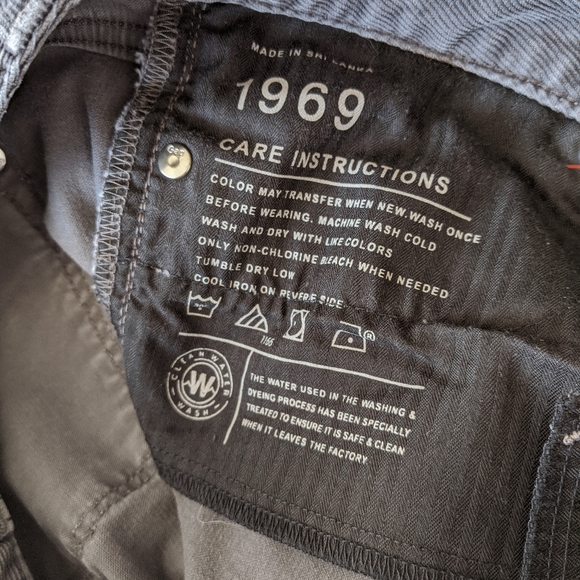 MADE IN SRI LANKA
1969
GAP
CARE INSTRUCTIONS
COLOR MAY TRANSFER WHEN NEW. WASH ONCE
BEFORE WEARING. MACHINE WASH COLD
WASH AND DRY WITH LIKE COLORS
ONLY NON-CHLORINE BLEACH WHEN NEEDED
TUMBLE DRY LOW
COOL IRON, ON REVERSE SIDE
®
7/65
CLEAN WATER WASH
W
THE WATER USED IN THE WASHING &
DYEING PROCESS HAS BEEN SPECIALLY
TREATED TO ENSURE IT IS SAFE & CLEAN
WHEN IT LEAVES THE FACTORY.